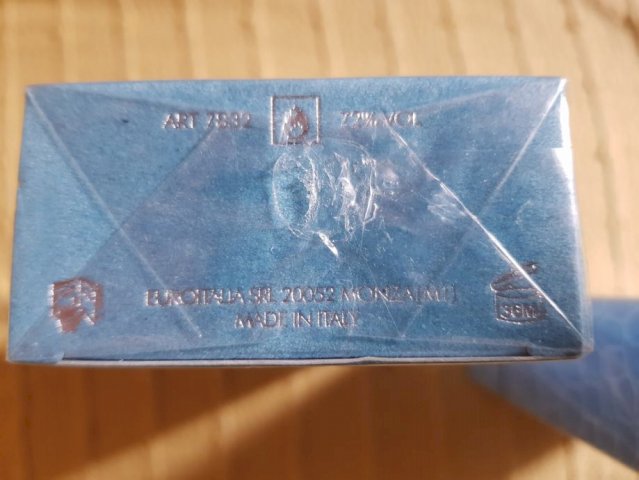 ART 7832 72% VOL
EUROITALIA SRL 20052 MONZA [MI]
MADE IN ITALY
36M